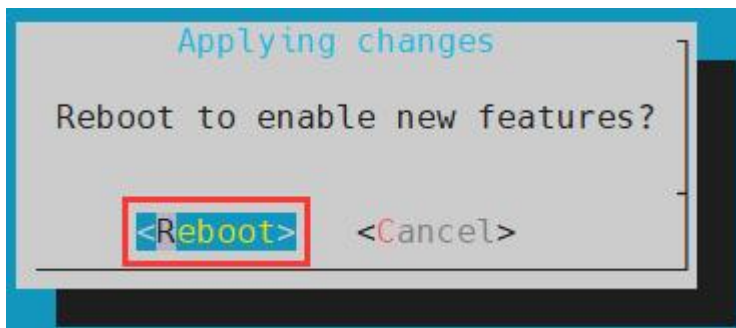 Applying changes
Reboot to enable new features?
<Reboot> <Cancel>